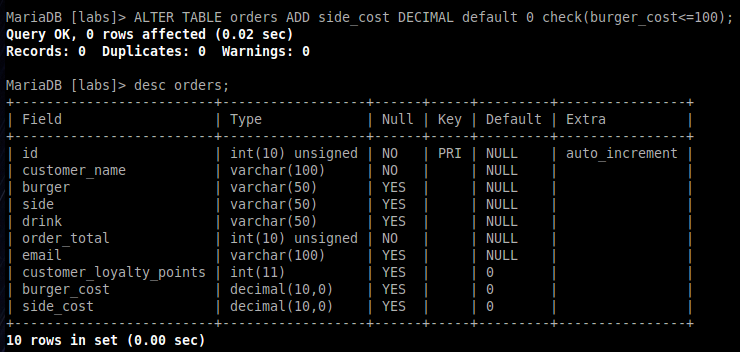 MariaDB [labs]> ALTER TABLE orders ADD side_cost DECIMAL default 0 check(burger_cost<=100);
Query OK, 0 rows affected (0.02 sec)
Records: 0  Duplicates: 0  Warnings: 0

MariaDB [labs]> desc orders;
+-------------------------+------------------+------+-----+---------+----------------+
| Field                   | Type             | Null | Key | Default | Extra          |
+-------------------------+------------------+------+-----+---------+----------------+
| id                      | int(10) unsigned | NO   | PRI | NULL    | auto_increment |
| customer_name           | varchar(100)     | NO   |     | NULL    |                |
| burger                  | varchar(50)      | YES  |     | NULL    |                |
| side                    | varchar(50)      | YES  |     | NULL    |                |
| drink                   | varchar(50)      | YES  |     | NULL    |                |
| order_total             | int(10) unsigned | NO   |     | NULL    |                |
| email                   | varchar(100)     | YES  |     | NULL    |                |
| customer_loyalty_points | int(11)          | YES  |     | 0       |                |
| burger_cost             | decimal(10,0)    | YES  |     | 0       |                |
| side_cost               | decimal(10,0)    | YES  |     | 0       |                |
+-------------------------+------------------+------+-----+---------+----------------+
10 rows in set (0.00 sec)